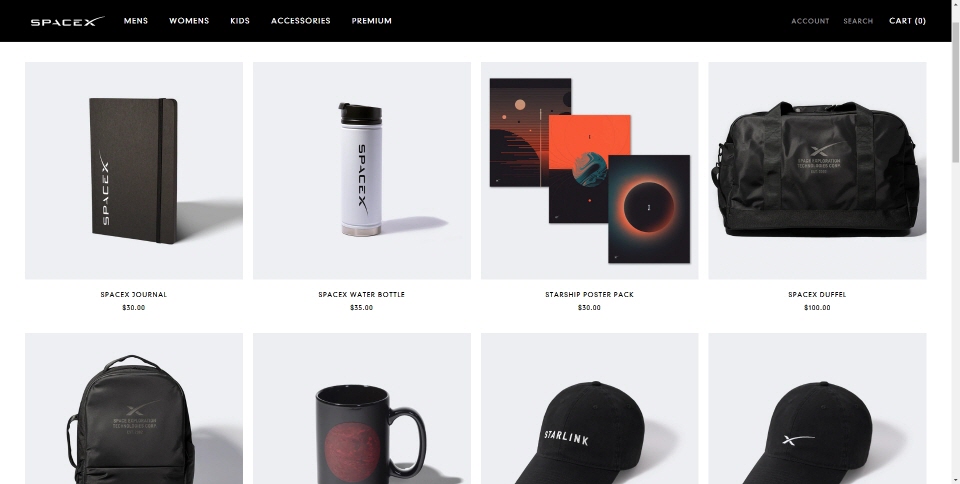 SPACEX
MENS
WOMENS
KIDS
ACCESSORIES
PREMIUM
ACCOUNT
SEARCH
CART (0)
SPACEX
SPACEX
SPACE EXPLORATION
TECHNOLOGIES CORP.
SPACEX JOURNAL
$30.00
SPACEX WATER BOTTLE
$35.00
STARSHIP POSTER PACK
$30.00
SPACEX DUFFEL
$100.00
SPACE EXPLORATION
TECHNOLOGIES CORP.
STARLINK